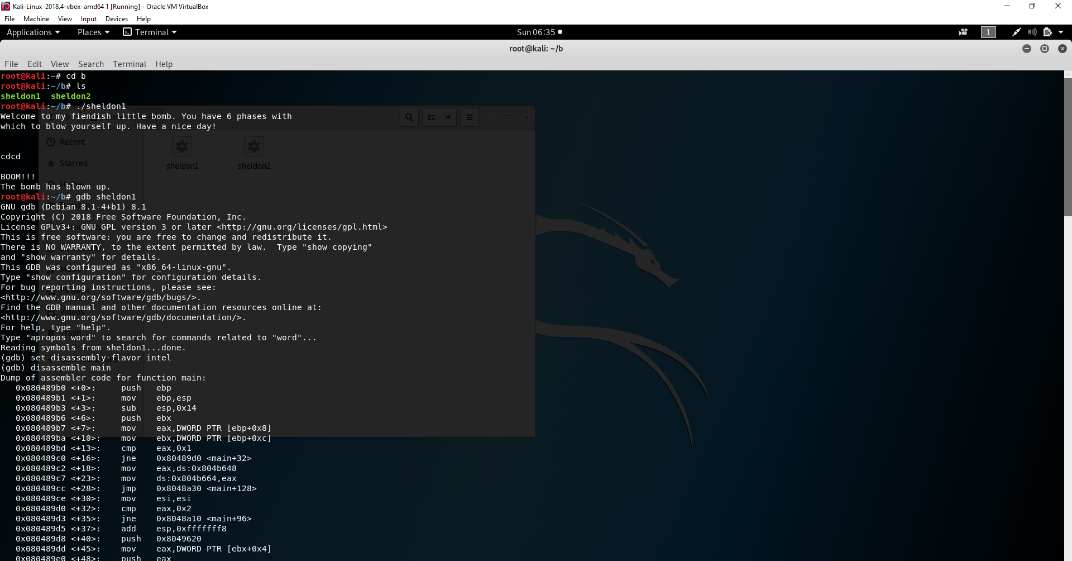 Kali-Linux-2018.4-vbox-amd64 1 [Running] - Oracle VM VirtualBox
File Machine View Input Devices Help
Applications Places Terminal Sun 06:35 1
root@kali: ~/b
File Edit View Search Terminal Help
root@kali:~# cd b
root@kali:~/b# ls
sheldon1 sheldon2
root@kali:~/b# ./sheldon1
Welcome to my fiendish little bomb. You have 6 phases with
which to blow yourself up. Have a nice day!
Recent
cdcd
Starred
sheldon1 sheldon2
BOOM!!!
The bomb has blown up.
root@kali:~/b# gdb sheldon1
GNU gdb (Debian 8.1-4+b1) 8.1
Copyright (C) 2018 Free Software Foundation, Inc.
License GPLv3+: GNU GPL version 3 or later <http://gnu.org/licenses/gpl.html>
This is free software: you are free to change and redistribute it.
There is NO WARRANTY, to the extent permitted by law.  Type "show copying"
and "show warranty" for details.
This GDB was configured as "x86_64-linux-gnu".
Type "show configuration" for configuration details.
For bug reporting instructions, please see:
<http://www.gnu.org/software/gdb/bugs/>.
Find the GDB manual and other documentation resources online at:
<http://www.gnu.org/software/gdb/documentation/>.
For help, type "help".
Type "apropos word" to search for commands related to "word"...
Reading symbols from sheldon1...done.
(gdb) set disassembly-flavor intel
(gdb) disassemble main
Dump of assembler code for function main:
0x080489b0 <+0>: push ebp
0x080489b1 <+1>: mov ebp,esp
0x080489b3 <+3>: sub esp,0x14
0x080489b6 <+6>: push ebx
0x080489b7 <+7>: mov eax,DWORD PTR [ebp+0x8]
0x080489ba <+10>: mov ebx,DWORD PTR [ebp+0xc]
0x080489bd <+13>: cmp eax,0x1
0x080489c0 <+16>: jne 0x80489d0 <main+32>
0x080489c2 <+18>: mov eax,ds:0x804b648
0x080489c7 <+23>: mov ds:0x804b664,eax
0x080489cc <+28>: jmp 0x8048a30 <main+128>
0x080489ce <+30>: mov esi,esi
0x080489d0 <+32>: cmp eax,0x2
0x080489d3 <+35>: jne 0x8048a10 <main+96>
0x080489d5 <+37>: add esp,0xfffffff8
0x080489d8 <+40>: push 0x8049620
0x080489dd <+45>: mov eax,DWORD PTR [ebx+0x4]
0x080489e0 <+48>: push eax